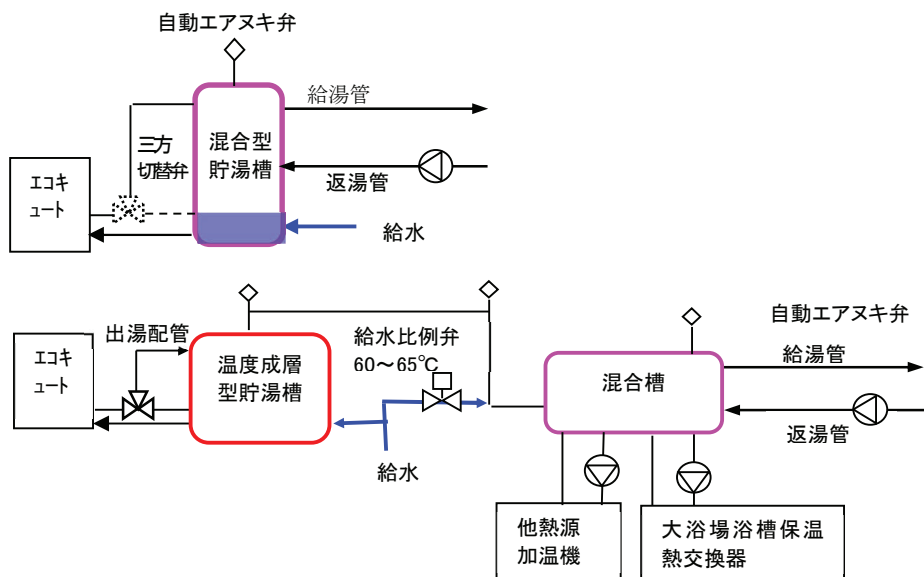 自動エアヌキ弁
給湯管
混合型
貯湯槽
三方
切替弁
返湯管
エコキ
ュート
給水
自動エアヌキ弁
出湯配管
給水比例弁
60～65℃
給湯管
エコキ
ュート
温度成層
型貯湯槽
混合槽
返湯管
給水
他熱源
加温機
大浴場浴槽保温
熱交換器